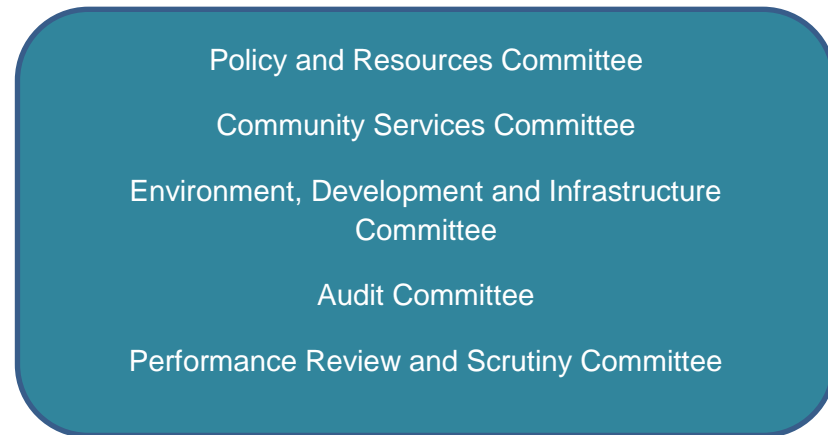 Policy and Resources Committee
Community Services Committee
Environment, Development and Infrastructure
Committee
Audit Committee
Performance Review and Scrutiny Committee